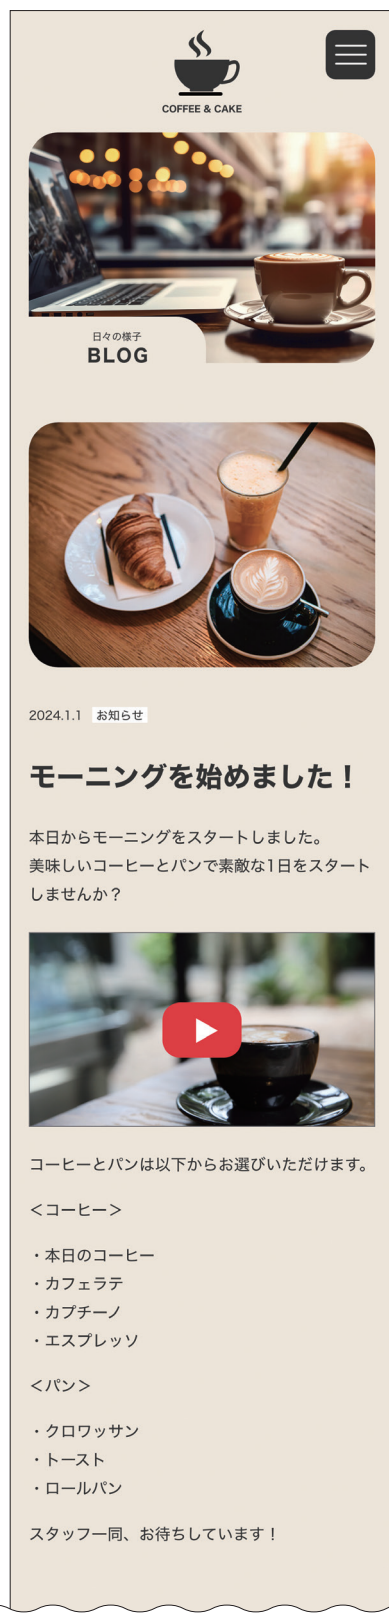 COFFEE & CAKE
日々の様子
BLOG
2024.1.1 お知らせ
モーニングを始めました！
本日からモーニングをスタートしました。
美味しいコーヒーとパンで素敵な1日をスタート
しませんか？
コーヒーとパンは以下からお選びいただけます。
＜コーヒー＞
・本日のコーヒー
・カフェラテ
・カプチーノ
・エスプレッソ
＜パン＞
・クロワッサン
・トースト
・ロールパン
スタッフ一同、お待ちしています！